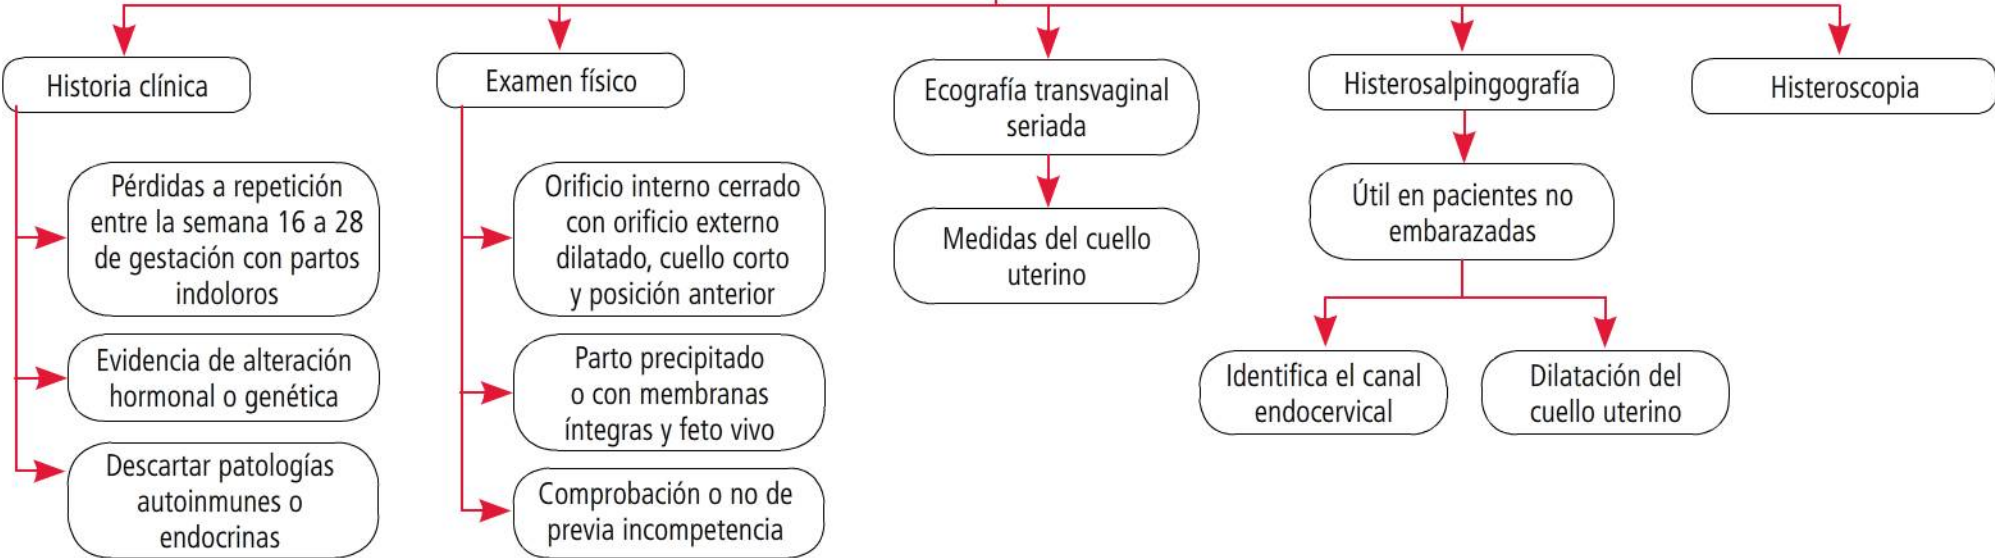 Historia clínica
Pérdidas a repetición
entre la semana 16 a 28
de gestación con partos
indoloros
Evidencia de alteración
hormonal o genética
Descartar patologías
autoinmunes o
endocrinas
Examen físico
Orificio interno cerrado
con orificio externo
dilatado, cuello corto
y posición anterior
Parto precipitado
o con membranas
íntegras y feto vivo
Comprobación o no de
previa incompetencia
Ecografía transvaginal
seriada
Medidas del cuello
uterino
Histerosalpingografía
Útil en pacientes no
embarazadas
Identifica el canal
endocervical
Dilatación del
cuello uterino
Histeroscopia